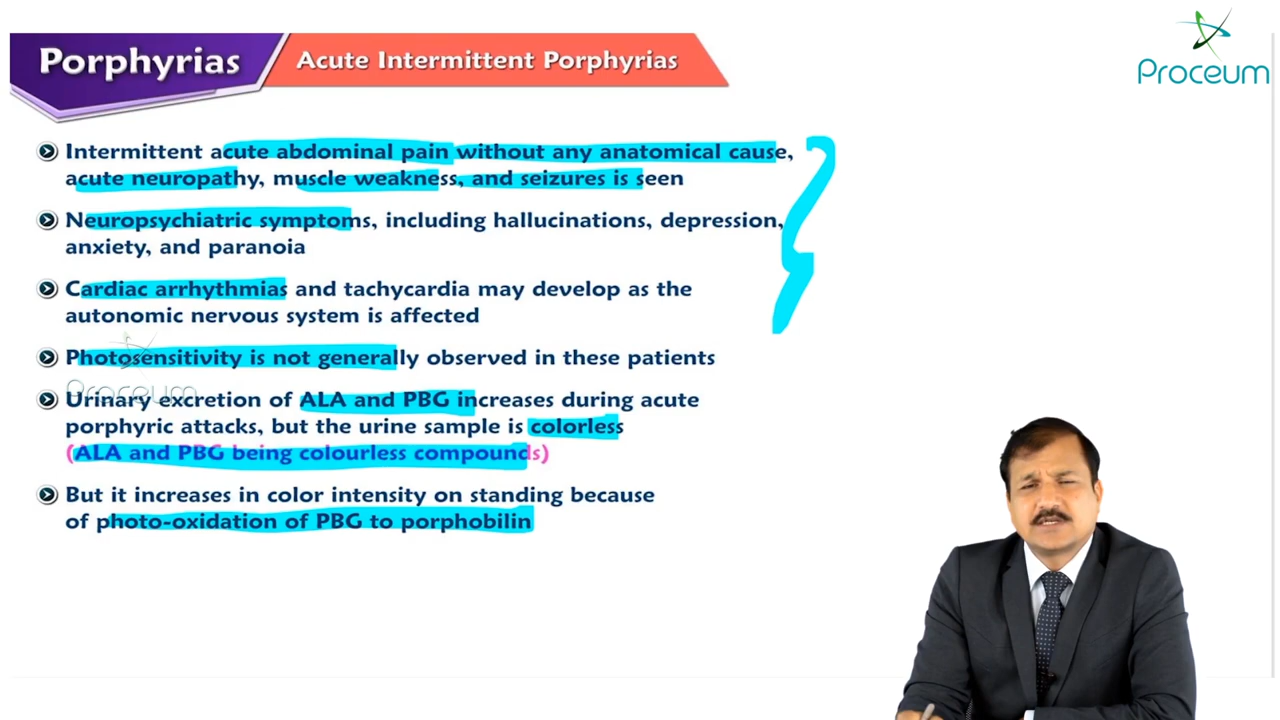 Porphyrias
Acute Intermittent Porphyrias
Proceum
Intermittent acute abdominal pain without any anatomical cause,
acute neuropathy, muscle weakness, and seizures is seen
Neuropsychiatric symptoms, including hallucinations, depression,
anxiety, and paranoia
Cardiac arrhythmias and tachycardia may develop as the
autonomic nervous system is affected
Photosensitivity is not generally observed in these patients
Proceum
Urinary excretion of ALA and PBG increases during acute
porphyric attacks, but the urine sample is colorless
(ALA and PBG being colourless compounds)
But it increases in color intensity on standing because
of photo-oxidation of PBG to porphobilin